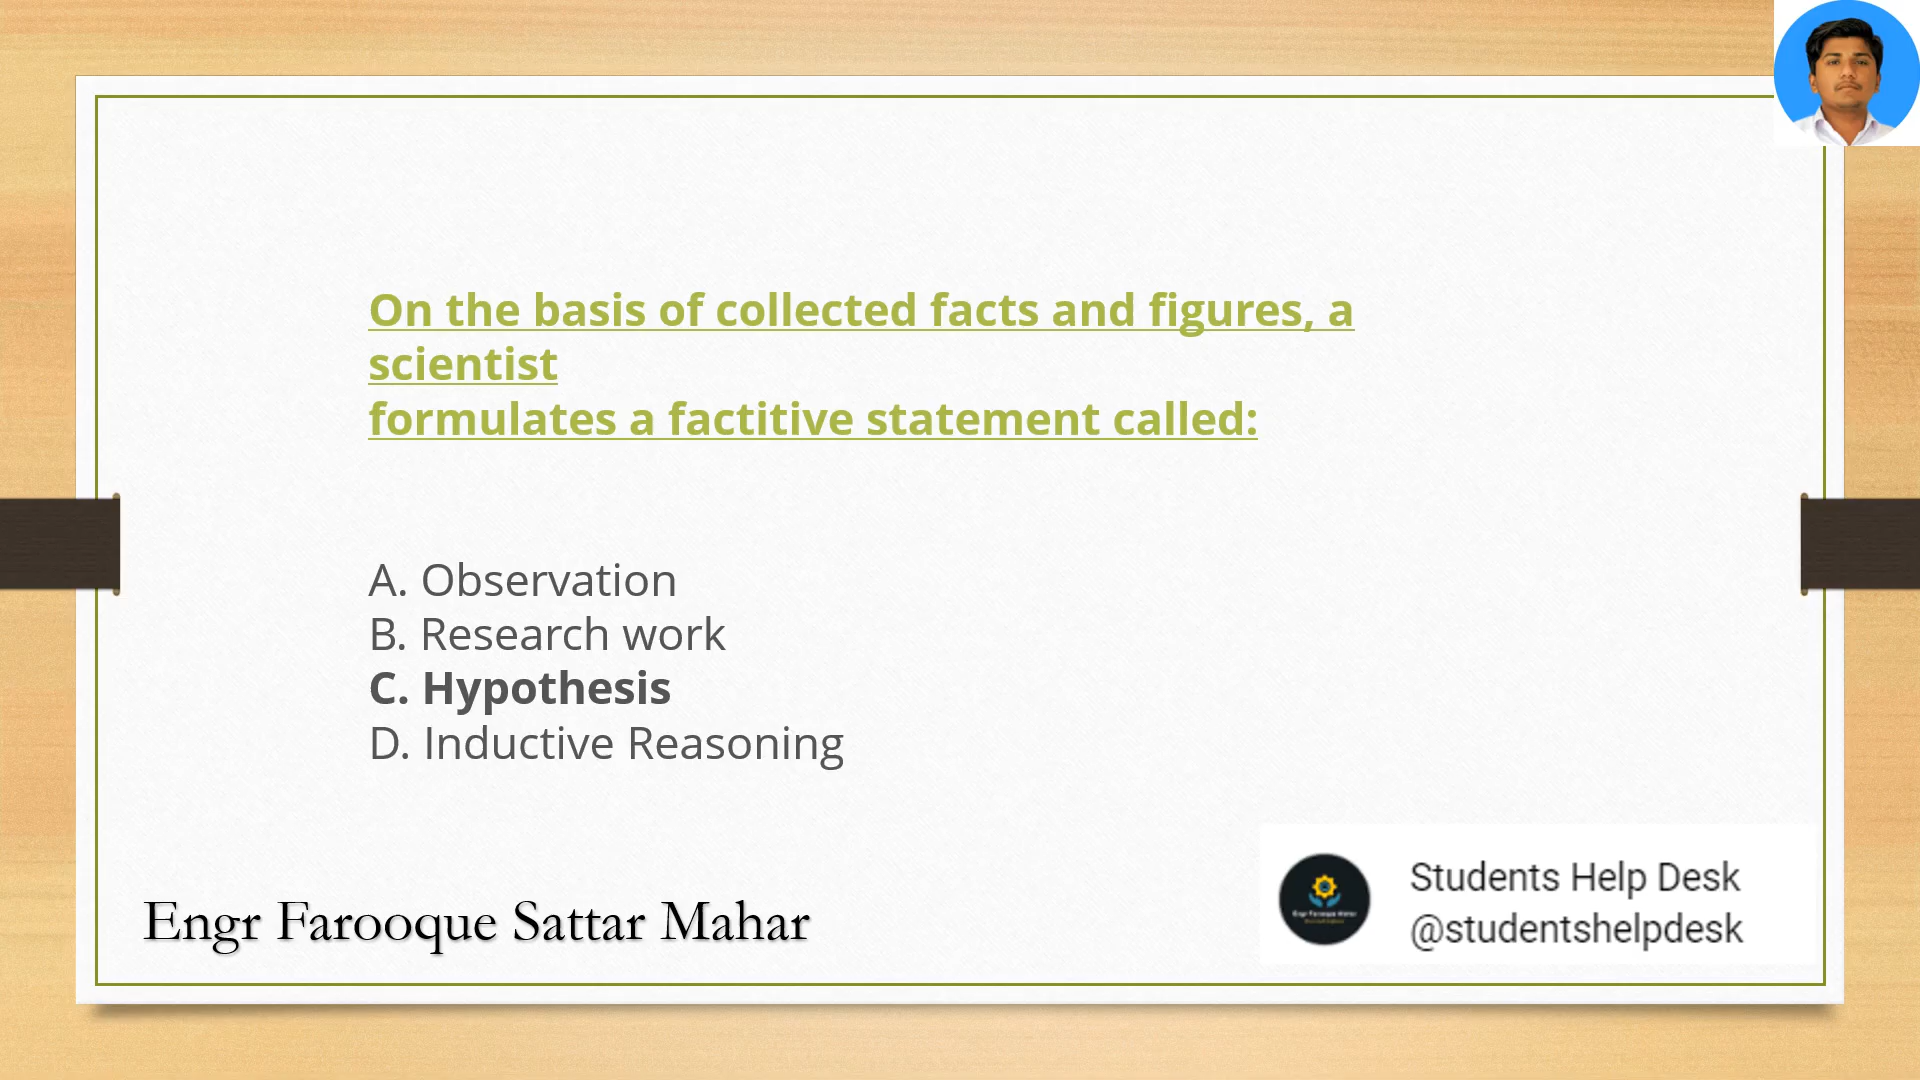 On the basis of collected facts and figures, a
scientist
formulates a factitive statement called:
A. Observation
B. Research work
C. Hypothesis
D. Inductive Reasoning
Engr Farooque Sattar Mahar
Students Help Desk
@studentshelpdesk